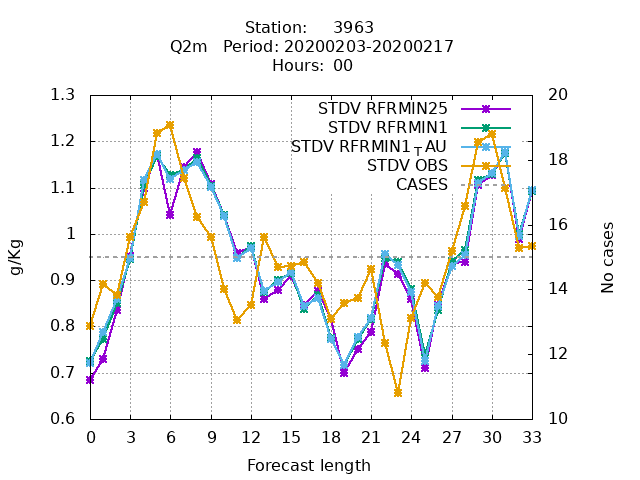 Station: 3963
Q2m Period: 20200203-20200217
Hours: 00
STDV RFRMIN25
STDV RFRMIN1
STDV RFRMIN1TAU
STDV OBS
CASES
1.3
1.2
1.1
1
0.9
0.8
0.7
0.6
g/Kg
20
18
16
14
12
10
No cases
0 3 6 9 12 15 18 21 24 27 30 33
Forecast length